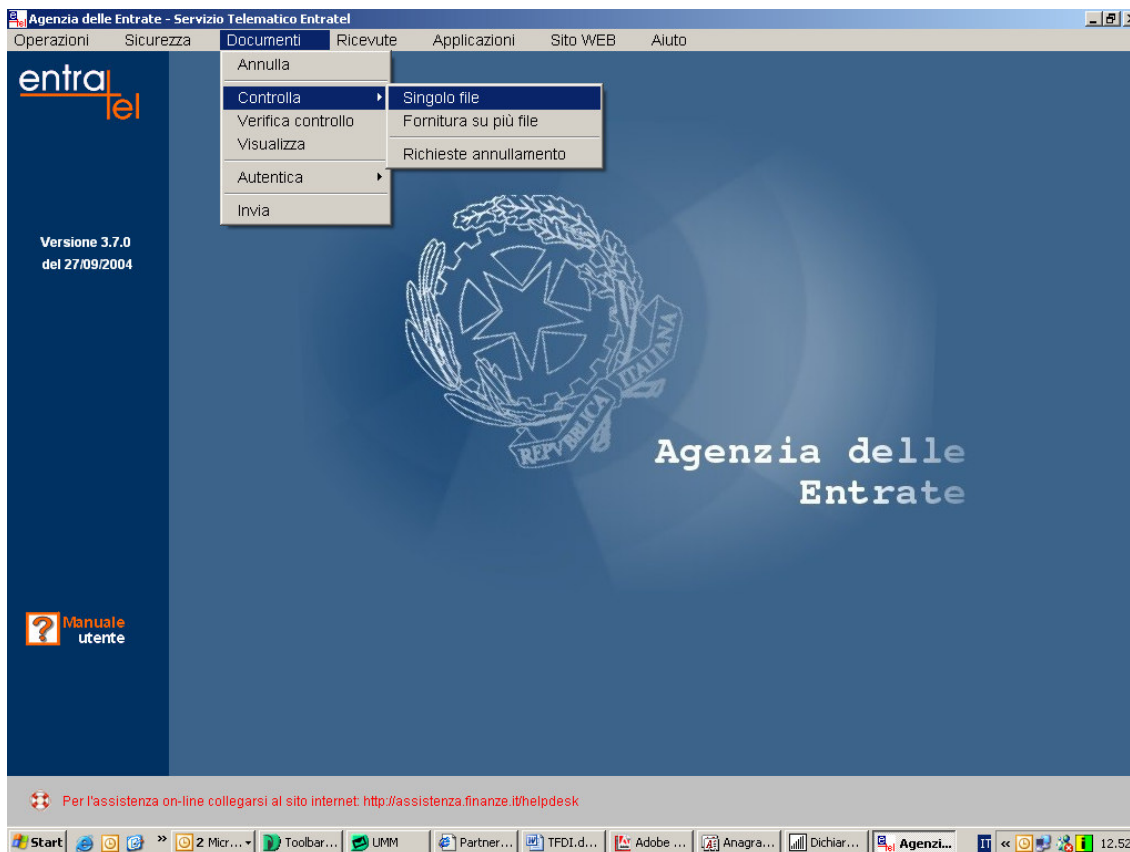 Agenzia delle Entrate - Servizio Telematico Entratel
Operazioni Sicurezza Documenti Ricevute Applicazioni Sito WEB Aiuto
entra
tel
Annulla
Controlla
Verifica controllo
Visualizza
Autentica
Invia
Singolo file
Fornitura su più file
Richieste annullamento
Versione 3.7.0
del 27/09/2004
REPVBBLICA ITALIANA
Agenzia delle
Entrate
? Manuale
utente
Per l'assistenza on-line collegarsi al sito internet: http://assistenza.finanze.it/helpdesk
Start » 2 Micr... Toolbar... UMM Partner... TFDI.d... Adobe ... Anagra... Dichiar... Agenzi... IT « 12.52